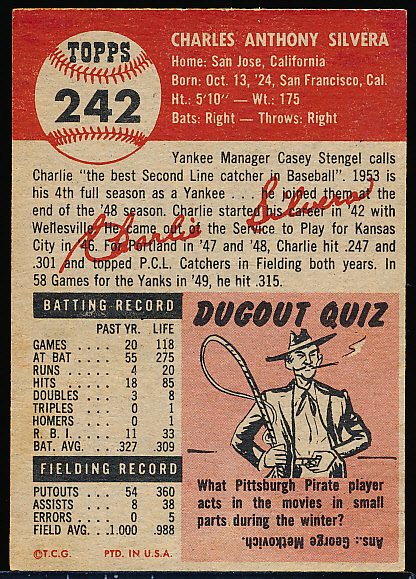 TOPPS
242
CHARLES ANTHONY SILVERA
Home: San Jose, California
Born: Oct. 13, '24, San Francisco, Cal.
Ht.: 5'10" — Wt.: 175
Bats: Right — Throws: Right
Yankee Manager Casey Stengel calls
Charlie "the best Second Line catcher in Baseball". 1953 is
his 4th full season as a Yankee . . . he joined them at the
end of the '48 season. Charlie started his career in '42 with
Wellesville. He came out of the Service to Play for Kansas
City in '46. For Portland in '47 and '48, Charlie hit .247 and
.301 and topped P.C.L. Catchers in Fielding both years. In
58 Games for the Yanks in '49, he hit .315.
Charlie Silvera
BATTING RECORD
PAST YR. LIFE
GAMES . . . . 20 118
AT BAT . . . . 55 275
RUNS . . . . 4 20
HITS . . . . 18 85
DOUBLES . . . 3 8
TRIPLES . . . 0 1
HOMERS . . . 0 1
R. B. I. . . . . 11 33
BAT. AVG. . . .327 .309
FIELDING RECORD
PUTOUTS . . . 54 360
ASSISTS . . . 8 38
ERRORS . . . 0 5
FIELD AVG. . 1.000 .988
©T.C.G. PTD. IN U.S.A.
DUGOUT QUIZ
What Pittsburgh Pirate player
acts in the movies in small
parts during the winter?
Ans.: George Metkovich.